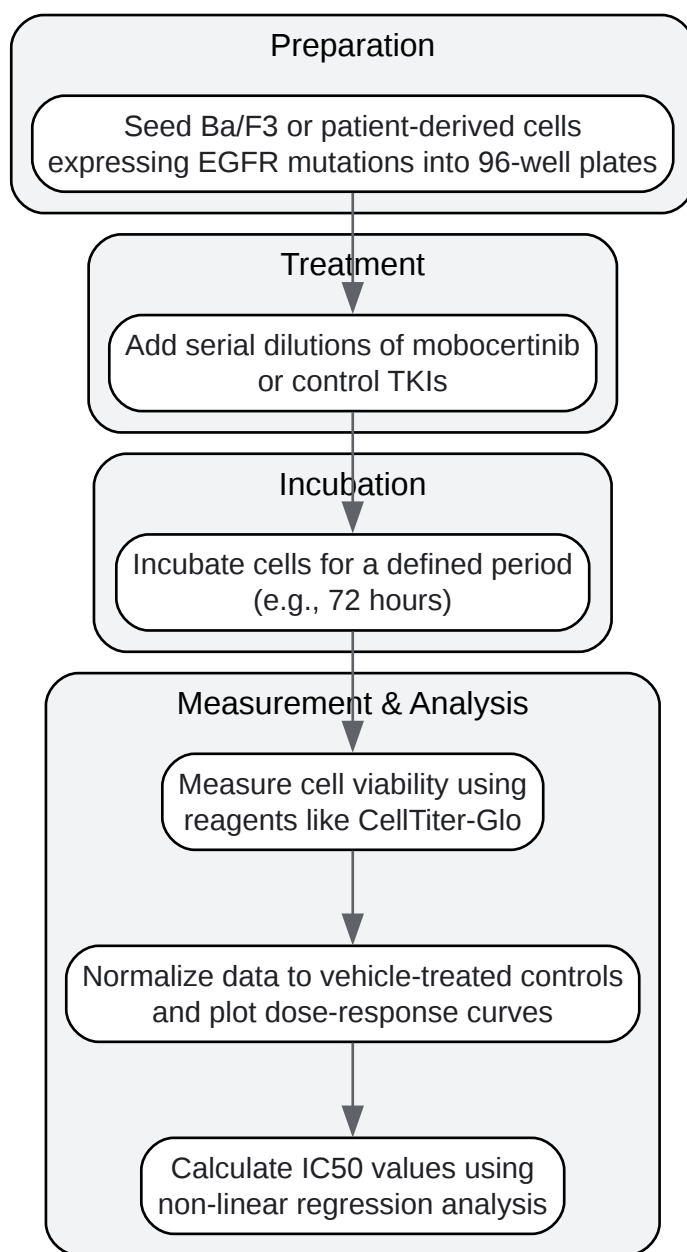 Preparation
Seed Ba/F3 or patient-derived cells
expressing EGFR mutations into 96-well plates
Treatment
Add serial dilutions of mobocertinib
or control TKIs
Incubation
Incubate cells for a defined period
(e.g., 72 hours)
Measurement & Analysis
Measure cell viability using
reagents like CellTiter-Glo
Normalize data to vehicle-treated controls
and plot dose-response curves
Calculate IC50 values using
non-linear regression analysis